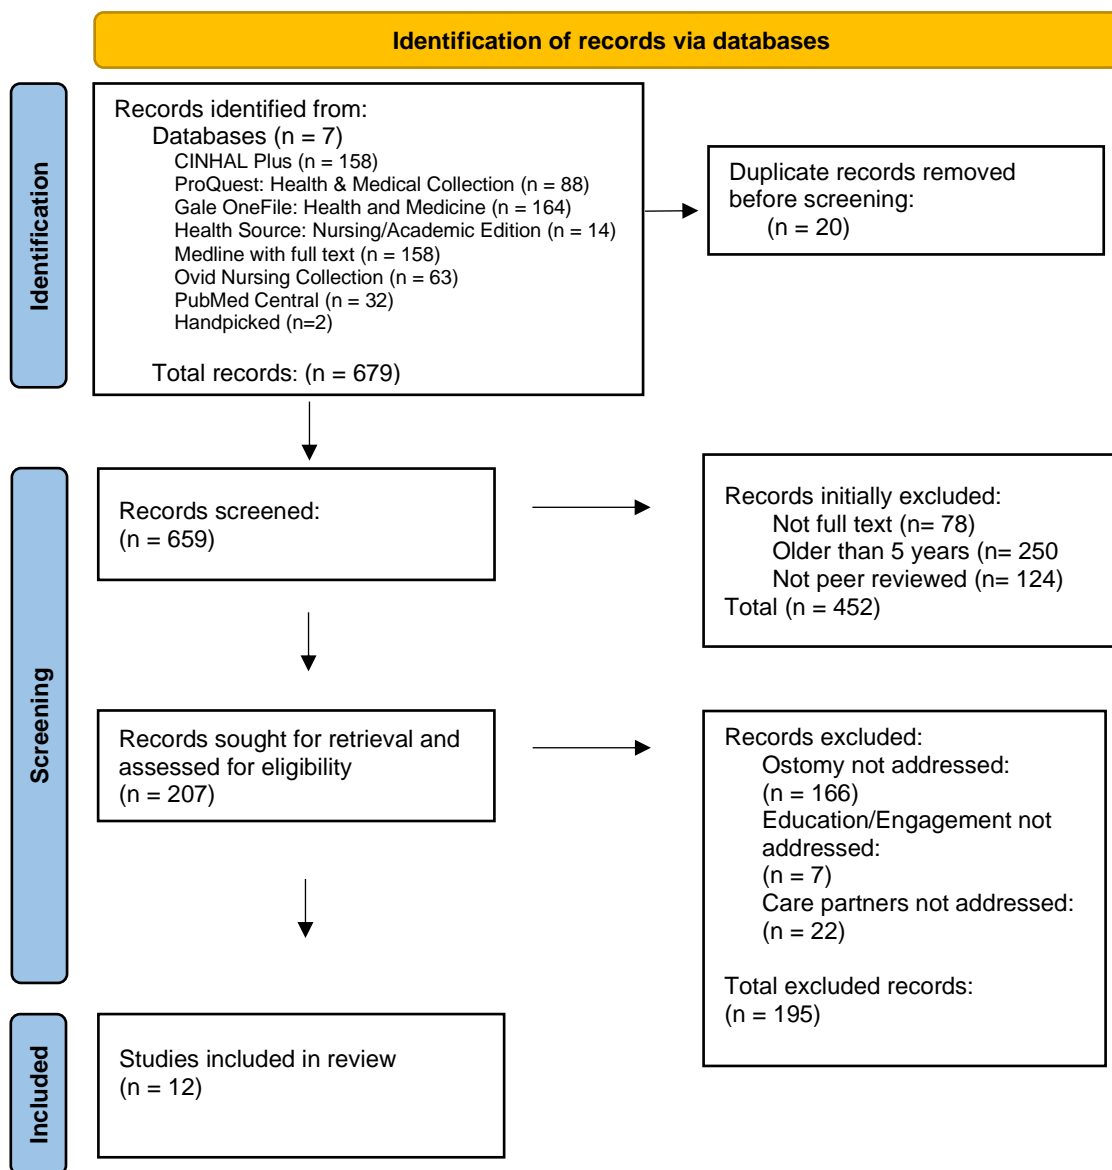 Identification of records via databases
Identification
Records identified from:
Databases (n = 7)
CINHAL Plus (n = 158)
ProQuest: Health & Medical Collection (n = 88)
Gale OneFile: Health and Medicine (n = 164)
Health Source: Nursing/Academic Edition (n = 14)
Medline with full text (n = 158)
Ovid Nursing Collection (n = 63)
PubMed Central (n = 32)
Handpicked (n=2)
Total records: (n = 679)
Duplicate records removed
before screening:
(n = 20)
Screening
Records screened:
(n = 659)
Records initially excluded:
Not full text (n= 78)
Older than 5 years (n= 250
Not peer reviewed (n= 124)
Total (n = 452)
Records sought for retrieval and
assessed for eligibility
(n = 207)
Records excluded:
Ostomy not addressed:
(n = 166)
Education/Engagement not
addressed:
(n = 7)
Care partners not addressed:
(n = 22)
Total excluded records:
(n = 195)
Included
Studies included in review
(n = 12)